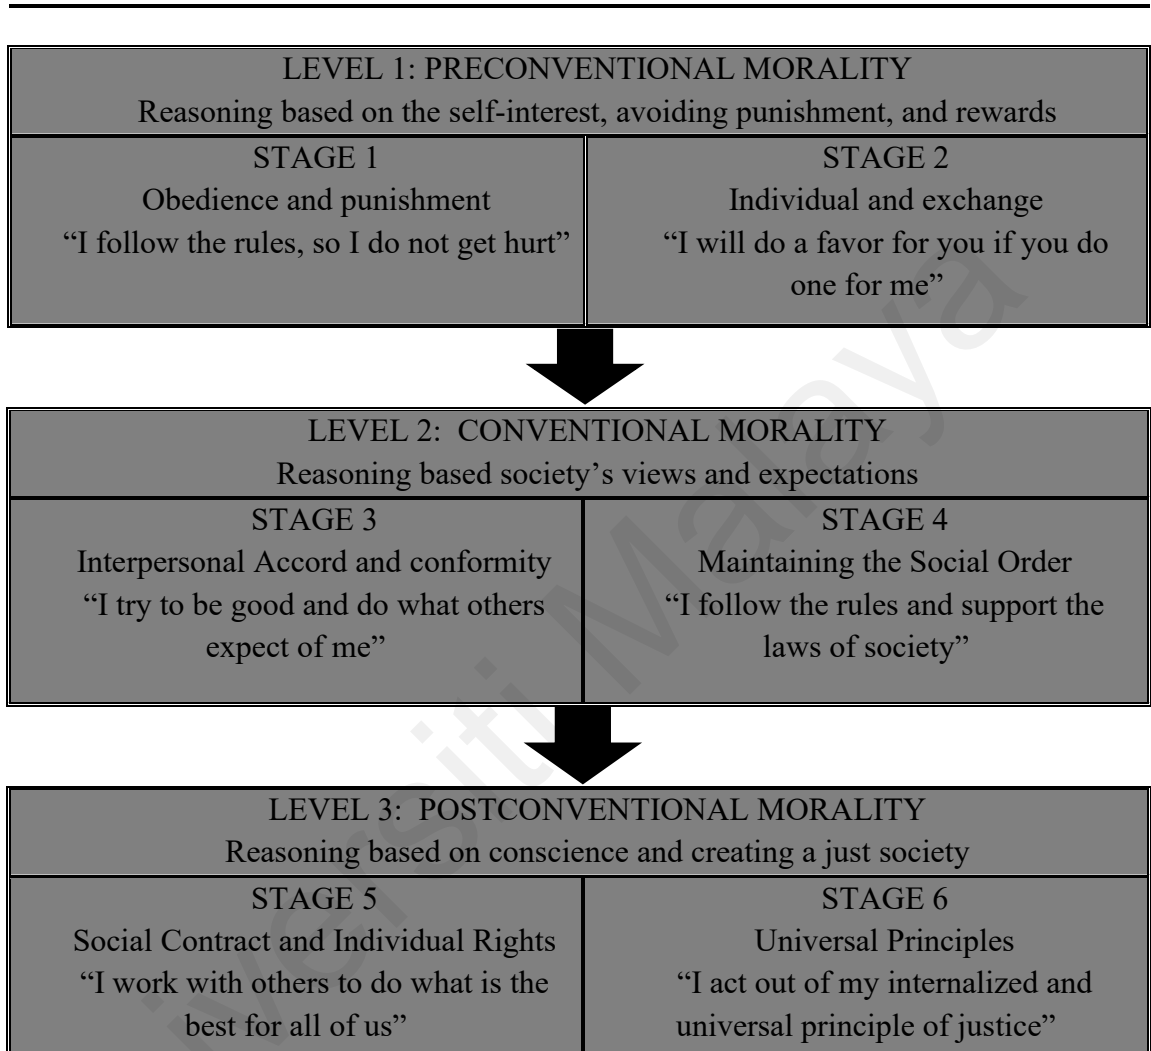 LEVEL 1: PRECONVENTIONAL MORALITY
Reasoning based on the self-interest, avoiding punishment, and rewards
STAGE 1
Obedience and punishment
“I follow the rules, so I do not get hurt”
STAGE 2
Individual and exchange
“I will do a favor for you if you do
one for me”
LEVEL 2: CONVENTIONAL MORALITY
Reasoning based society’s views and expectations
STAGE 3
Interpersonal Accord and conformity
“I try to be good and do what others
expect of me”
STAGE 4
Maintaining the Social Order
“I follow the rules and support the
laws of society”
LEVEL 3: POSTCONVENTIONAL MORALITY
Reasoning based on conscience and creating a just society
STAGE 5
Social Contract and Individual Rights
“I work with others to do what is the
best for all of us”
STAGE 6
Universal Principles
“I act out of my internalized and
universal principle of justice”
versiti Malaya